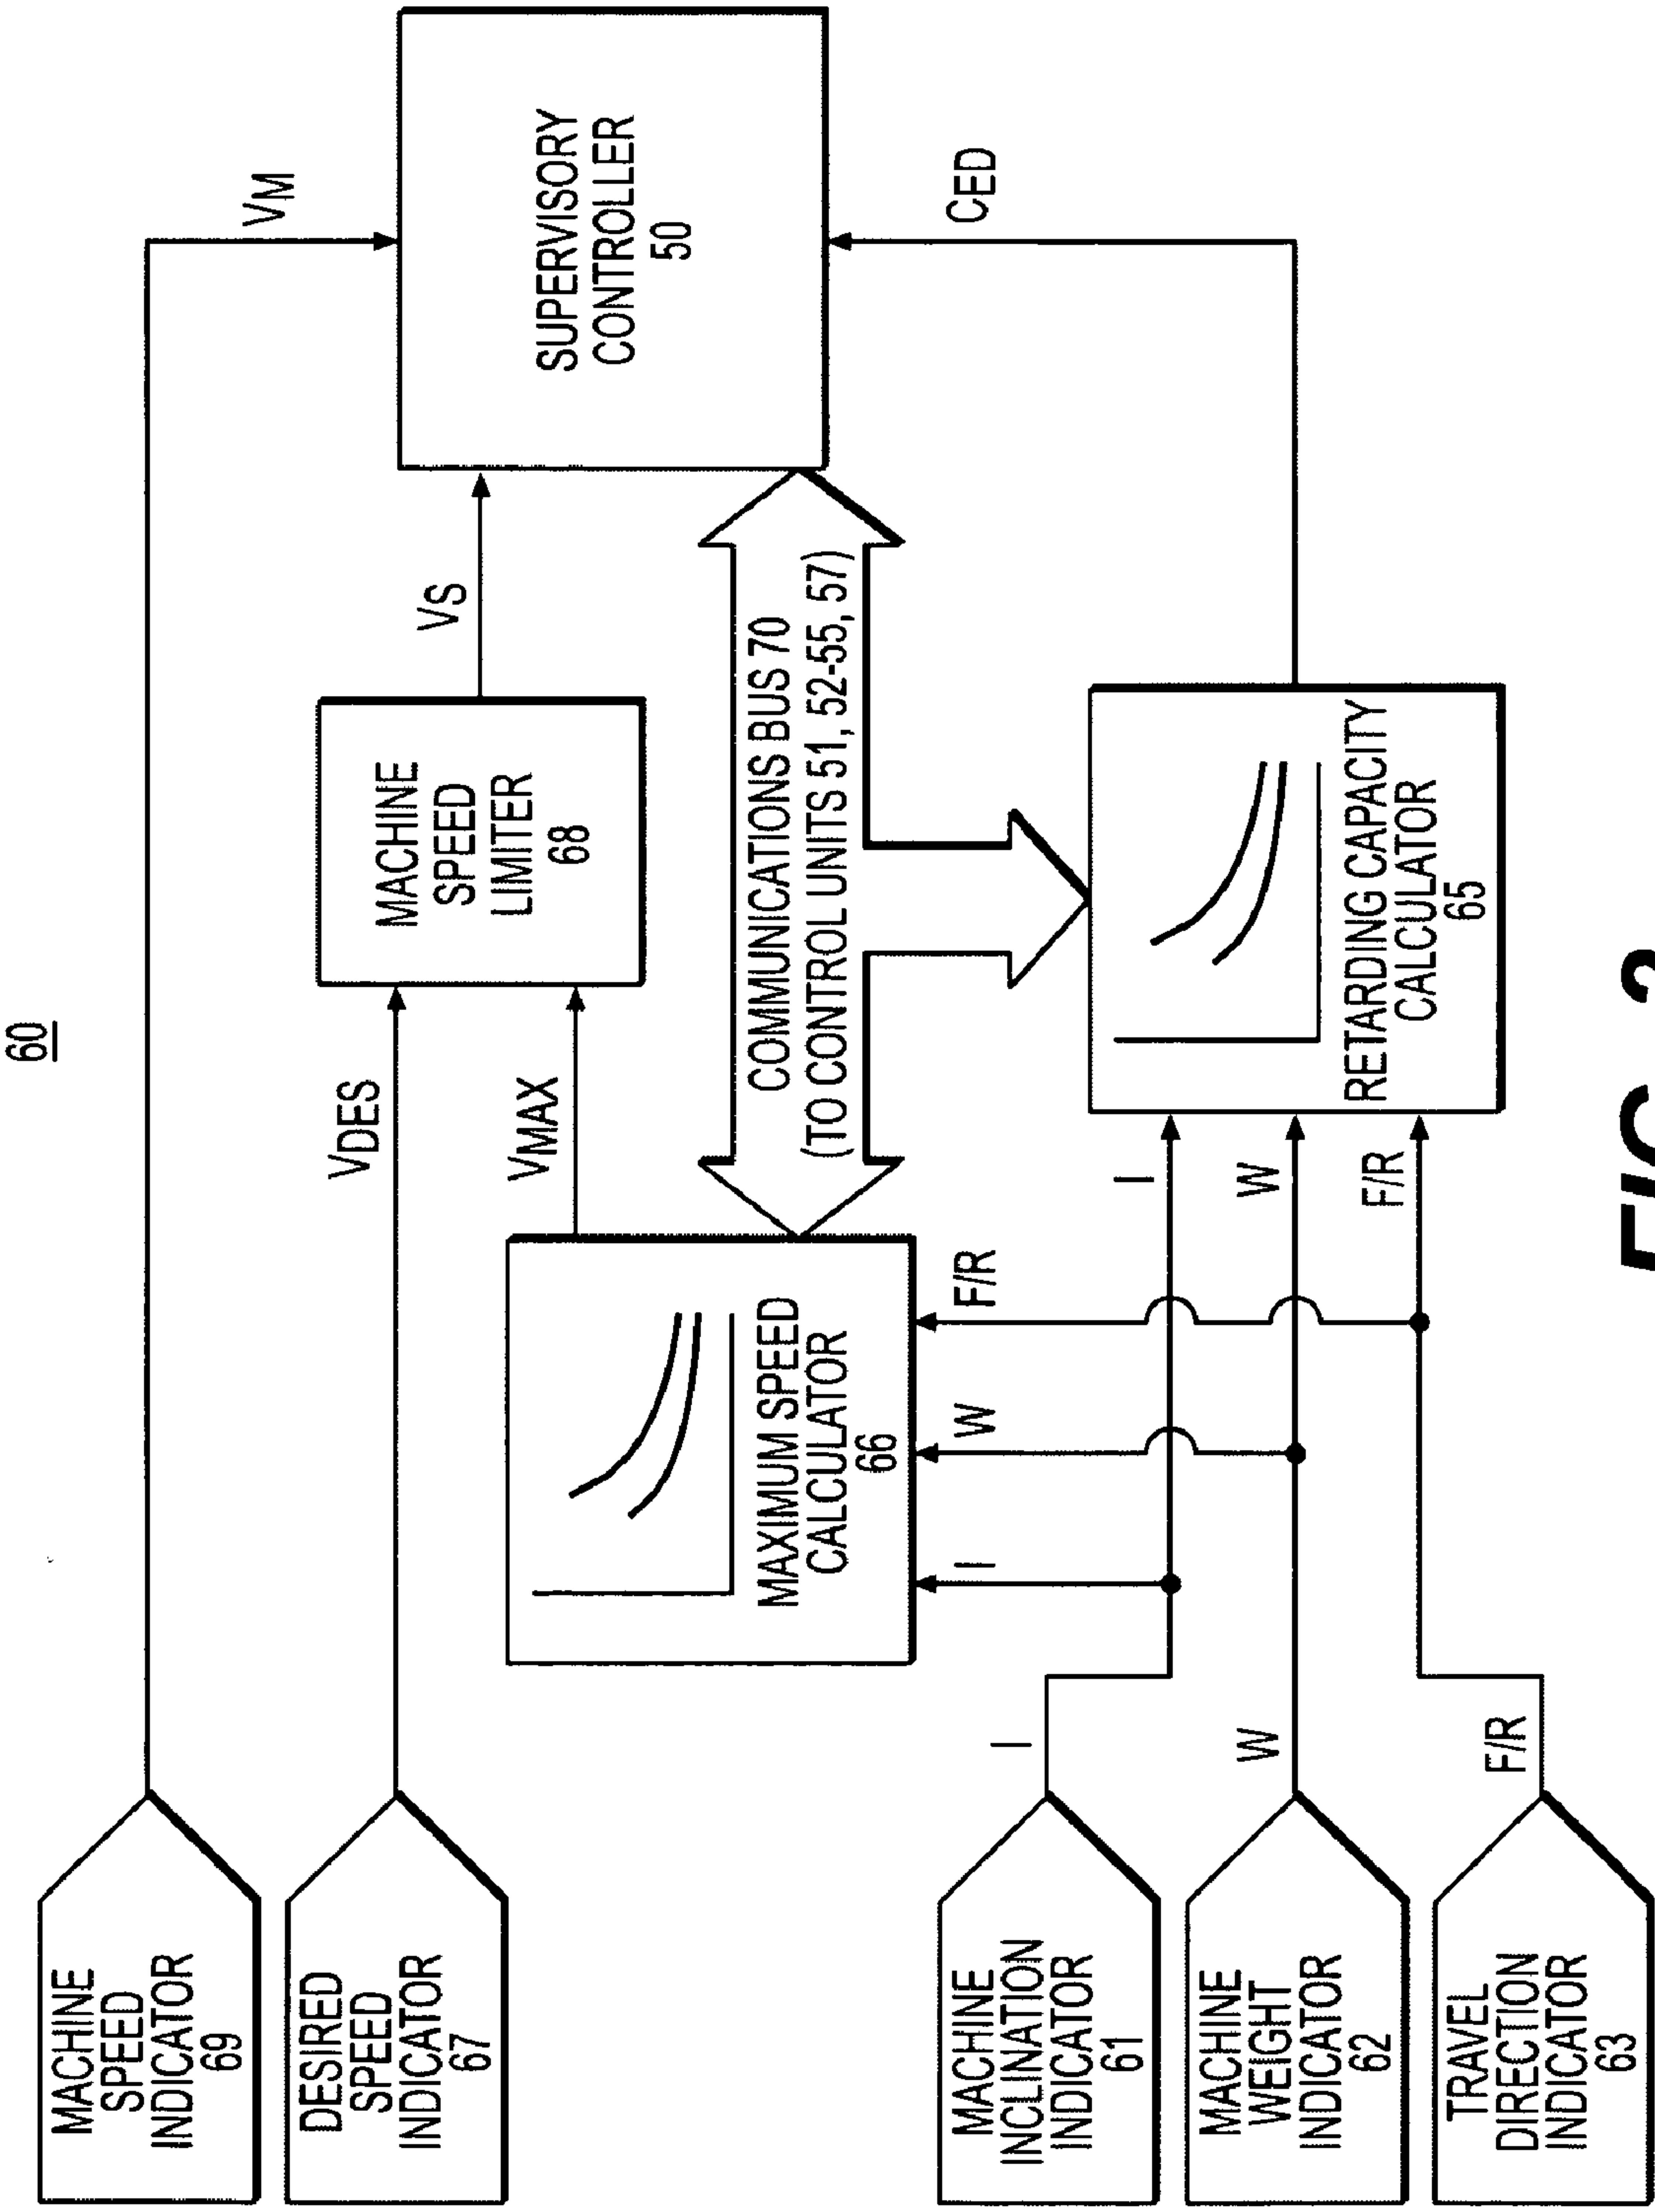 60
MACHINE
SPEED
INDICATOR
69
VM
DESIRED
SPEED
INDICATOR
67
VDES
MACHINE
SPEED
LIMITER
68
VS
SUPERVISORY
CONTROLLER
50
VMAX
MAXIMUM SPEED
CALCULATOR
66
COMMUNICATIONS BUS 70
(TO CONTROL UNITS 51, 52-55, 57)
I
W
F/R
CED
MACHINE
INCLINATION
INDICATOR
61
I
I
MACHINE
WEIGHT
INDICATOR
62
W
W
TRAVEL
DIRECTION
INDICATOR
63
F/R
F/R
RETARDING CAPACITY
CALCULATOR
65
FIG.